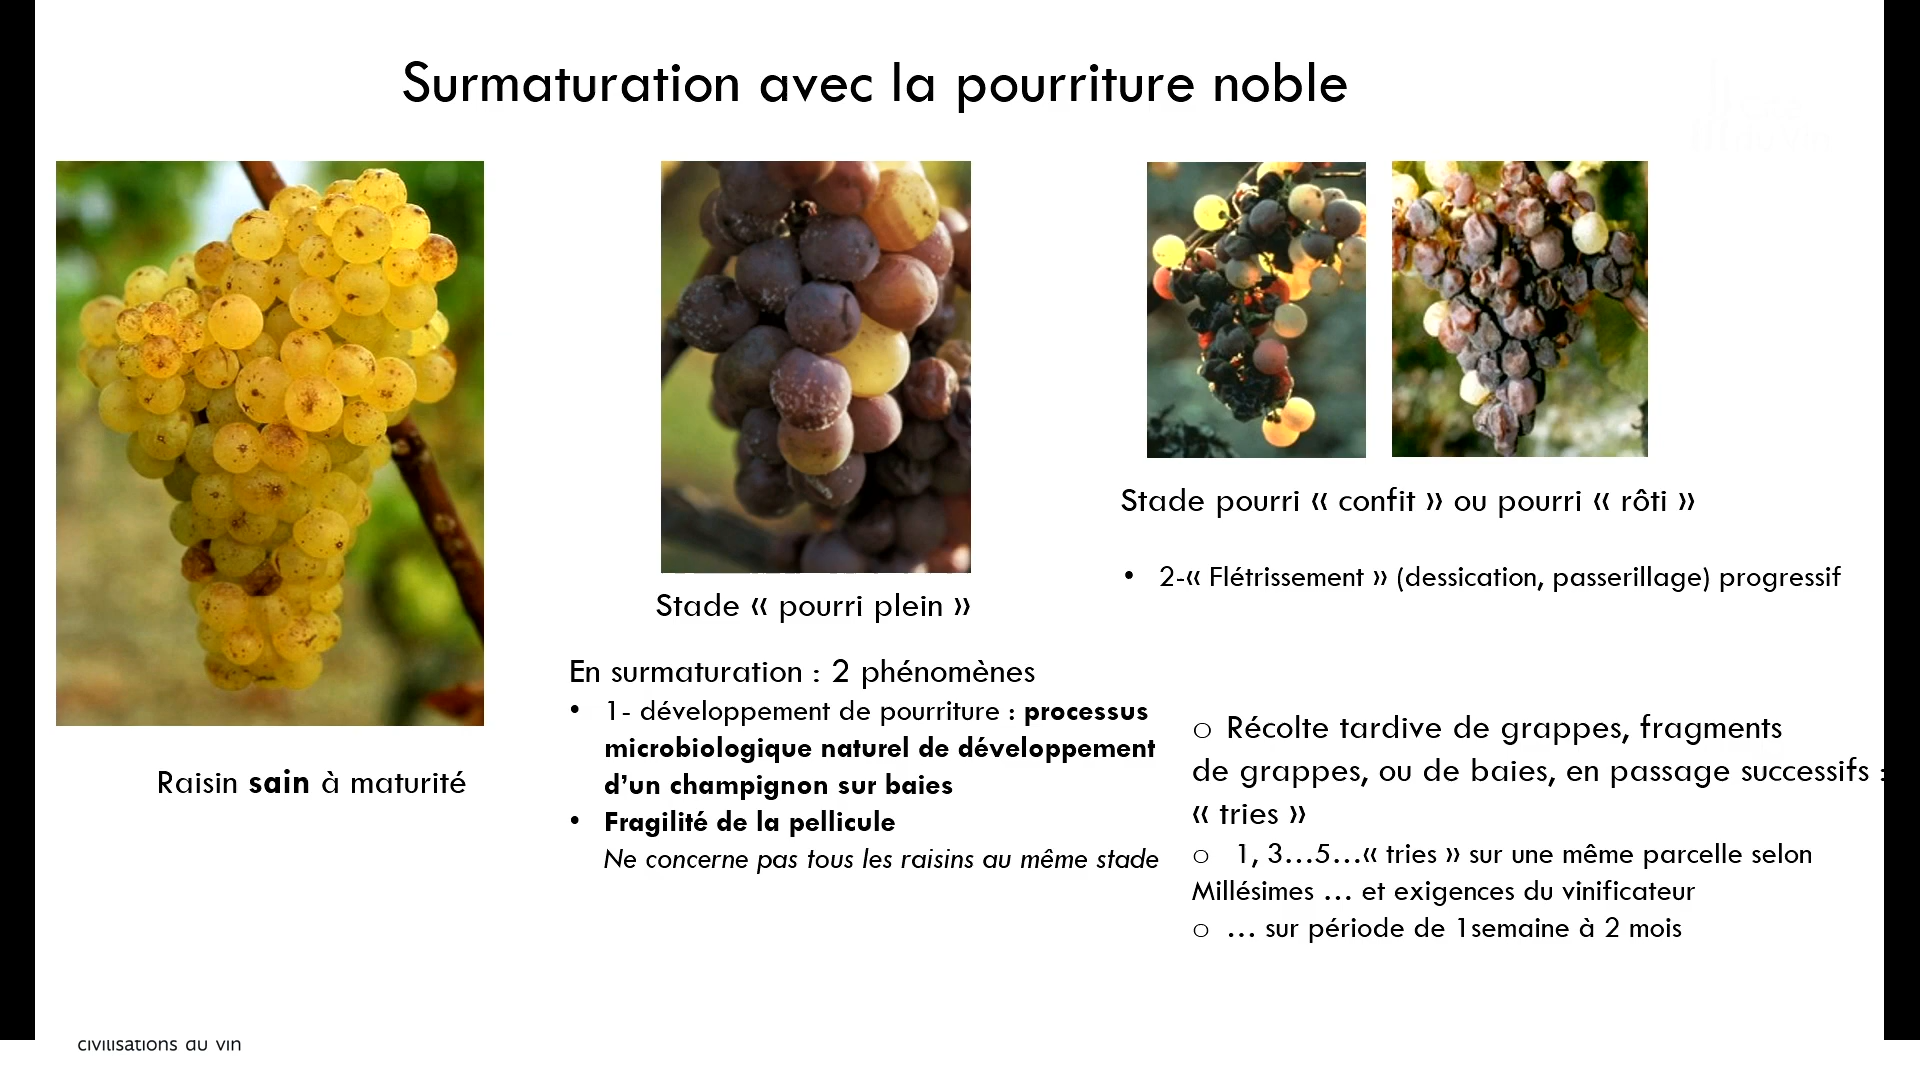 Surmaturation avec la pourriture noble
Raisin sain à maturité
Stade « pourri plein »
En surmaturation : 2 phénomènes
• 1- développement de pourriture : processus
microbiologique naturel de développement
d’un champignon sur baies
• Fragilité de la pellicule
Ne concerne pas tous les raisins au même stade
Stade pourri « confit » ou pourri « rôti »
• 2-« Flétrissement » (dessication, passerillage) progressif
o Récolte tardive de grappes, fragments
de grappes, ou de baies, en passage successifs :
« tries »
o 1, 3…5…« tries » sur une même parcelle selon
Millésimes … et exigences du vinificateur
o … sur période de 1semaine à 2 mois
civilisations du vin